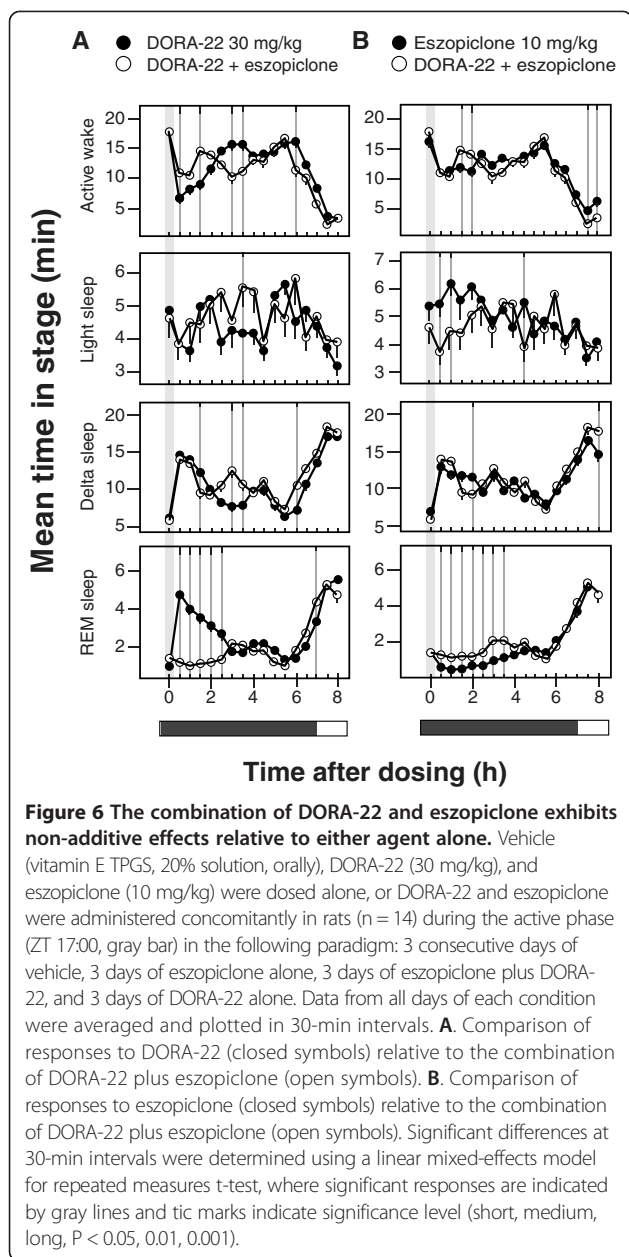 A ● DORA-22 30 mg/kg
○ DORA-22 + eszopiclone
B ● Eszopiclone 10 mg/kg
○ DORA-22 + eszopiclone
Mean time in stage (min)
Active wake
20
15
10
5
20
15
10
5
Light sleep
6
5
4
3
7
6
5
4
3
Delta sleep
20
15
10
5
20
15
10
5
REM sleep
6
4
2
6
4
2
0 2 4 6 8
0 2 4 6 8
Time after dosing (h)
Figure 6 The combination of DORA-22 and eszopiclone exhibits
non-additive effects relative to either agent alone. Vehicle
(vitamin E TPGS, 20% solution, orally), DORA-22 (30 mg/kg), and
eszopiclone (10 mg/kg) were dosed alone, or DORA-22 and eszopiclone
were administered concomitantly in rats (n = 14) during the active phase
(ZT 17:00, gray bar) in the following paradigm: 3 consecutive days of
vehicle, 3 days of eszopiclone alone, 3 days of eszopiclone plus DORA-
22, and 3 days of DORA-22 alone. Data from all days of each condition
were averaged and plotted in 30-min intervals. A. Comparison of
responses to DORA-22 (closed symbols) relative to the combination
of DORA-22 plus eszopiclone (open symbols). B. Comparison of
responses to eszopiclone (closed symbols) relative to the combination
of DORA-22 plus eszopiclone (open symbols). Significant differences at
30-min intervals were determined using a linear mixed-effects model
for repeated measures t-test, where significant responses are indicated
by gray lines and tic marks indicate significance level (short, medium,
long, P < 0.05, 0.01, 0.001).